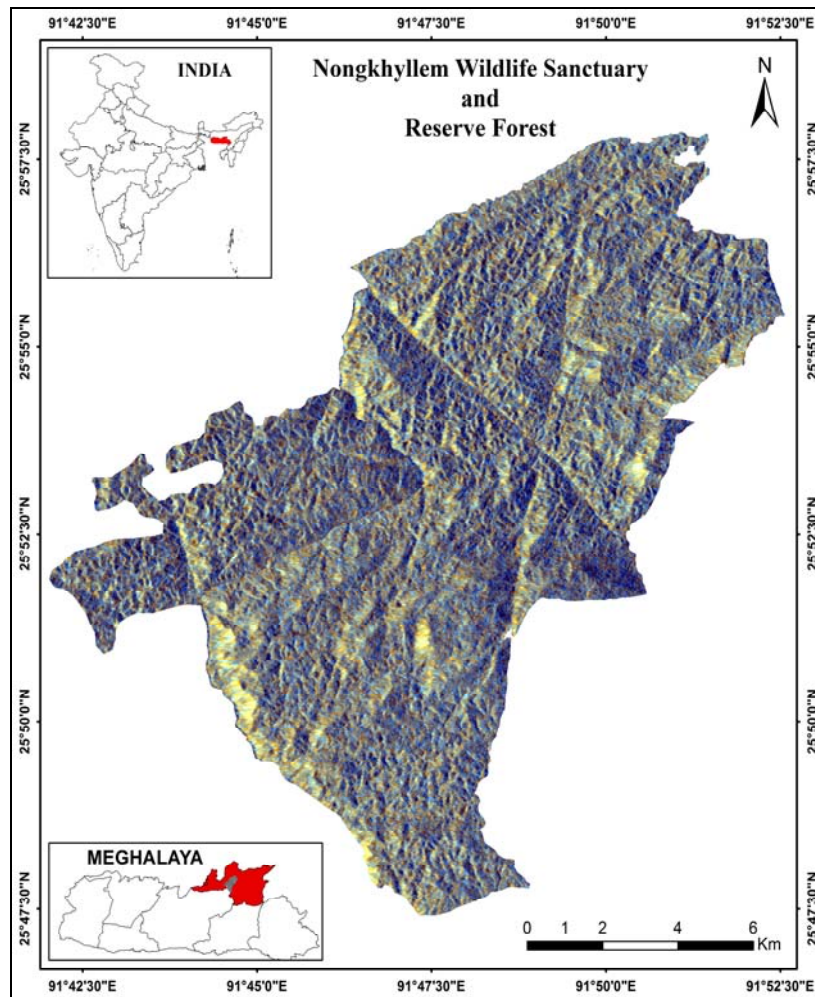 91°42'30"E 91°45'0"E 91°47'30"E 91°50'0"E 91°52'30"E
INDIA
Nongkhyllem Wildlife Sanctuary
and
Reserve Forest
N
25°57'30"N 25°57'30"N
25°55'0"N 25°55'0"N
25°52'30"N 25°52'30"N
25°50'0"N 25°50'0"N
25°47'30"N 25°47'30"N
MEGHALAYA
0 1 2 4 6
Km
91°42'30"E 91°45'0"E 91°47'30"E 91°50'0"E 91°52'30"E